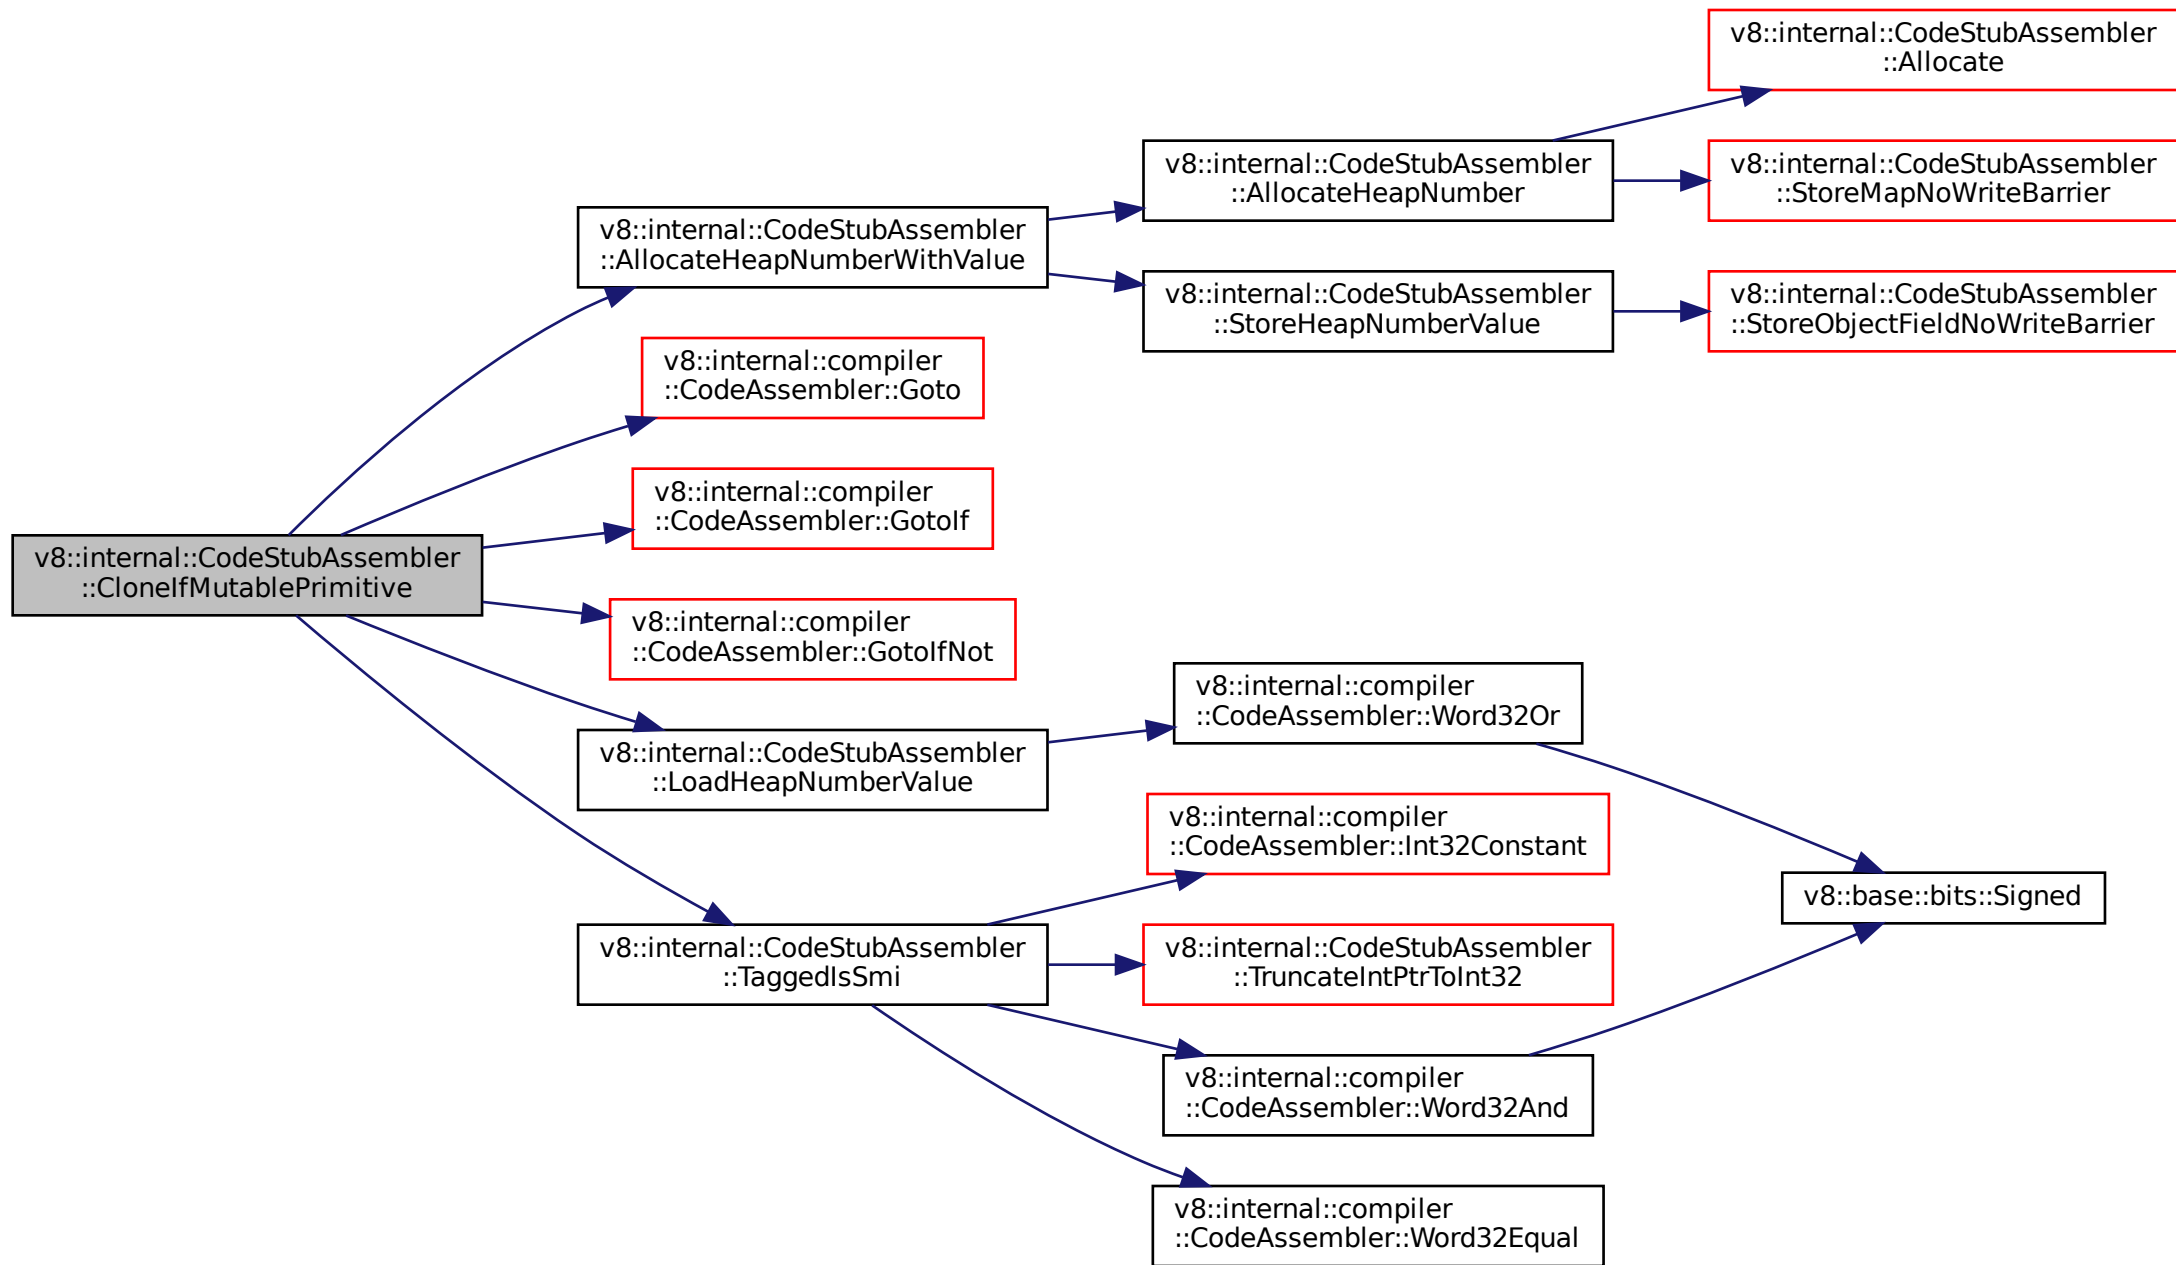 v8::internal::CodeStubAssembler
::CloneIfMutablePrimitive
v8::internal::CodeStubAssembler
::AllocateHeapNumberWithValue
v8::internal::CodeStubAssembler
::AllocateHeapNumber
v8::internal::CodeStubAssembler
::Allocate
v8::internal::CodeStubAssembler
::StoreMapNoWriteBarrier
v8::internal::CodeStubAssembler
::StoreHeapNumberValue
v8::internal::CodeStubAssembler
::StoreObjectFieldNoWriteBarrier
v8::internal::compiler
::CodeAssembler::Goto
v8::internal::compiler
::CodeAssembler::GotoIf
v8::internal::compiler
::CodeAssembler::GotoIfNot
v8::internal::CodeStubAssembler
::LoadHeapNumberValue
v8::internal::compiler
::CodeAssembler::Word32Or
v8::base::bits::Signed
v8::internal::CodeStubAssembler
::TaggedIsSmi
v8::internal::compiler
::CodeAssembler::Int32Constant
v8::internal::CodeStubAssembler
::TruncateIntPtrToInt32
v8::internal::compiler
::CodeAssembler::Word32And
v8::internal::compiler
::CodeAssembler::Word32Equal